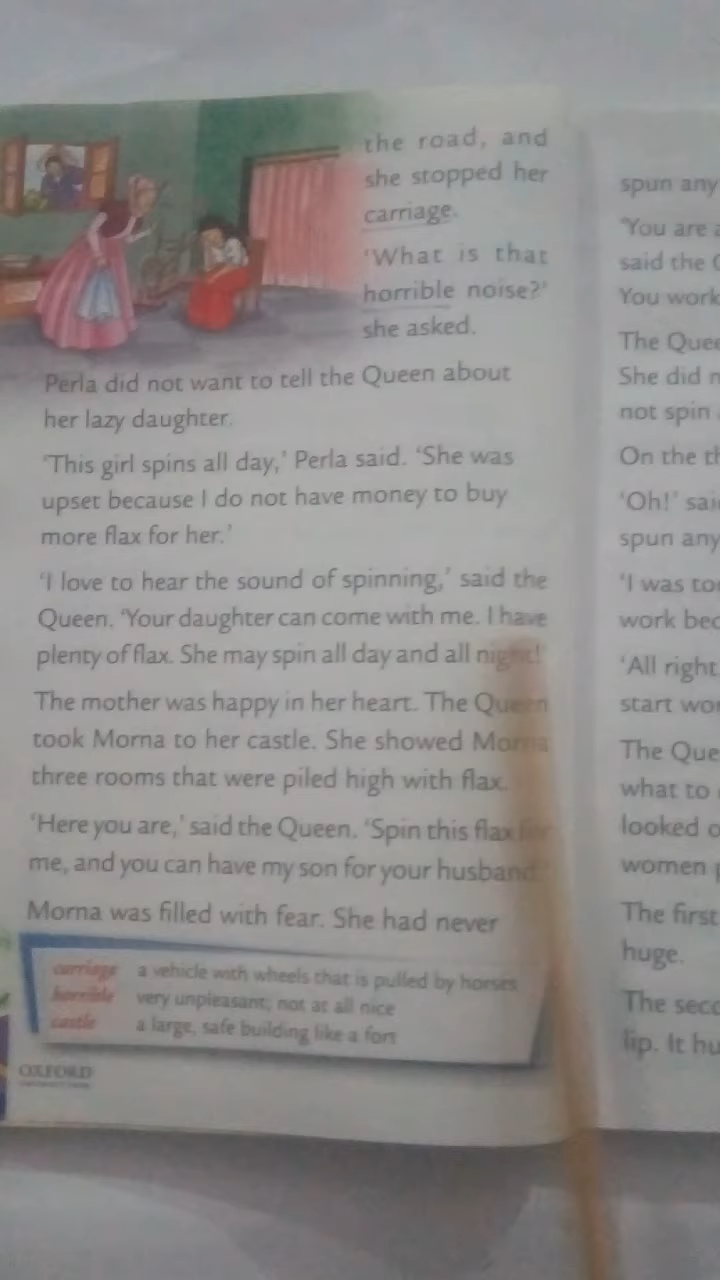 the road, and
she stopped her
carriage.
'What is that
horrible noise?'
she asked.
Perla did not want to tell the Queen about
her lazy daughter.
'This girl spins all day,' Perla said. 'She was
upset because I do not have money to buy
more flax for her.'
'I love to hear the sound of spinning,' said the
Queen. 'Your daughter can come with me. I have
plenty of flax. She may spin all day and all night!'
The mother was happy in her heart. The Queen
took Morna to her castle. She showed Morna
three rooms that were piled high with flax.
'Here you are,' said the Queen. 'Spin this flax for
me, and you can have my son for your husband.'
Morna was filled with fear. She had never
carriage a vehicle with wheels that is pulled by horses
horrible very unpleasant; not at all nice
castle a large, safe building like a fort
OXFORD
spun any
'You are
said the
You work
The
She did
not spin
On the
'Oh!'
spun any
'I was
work
'All right
start
The
what to
looked
women
The first
huge.
The
lip. It